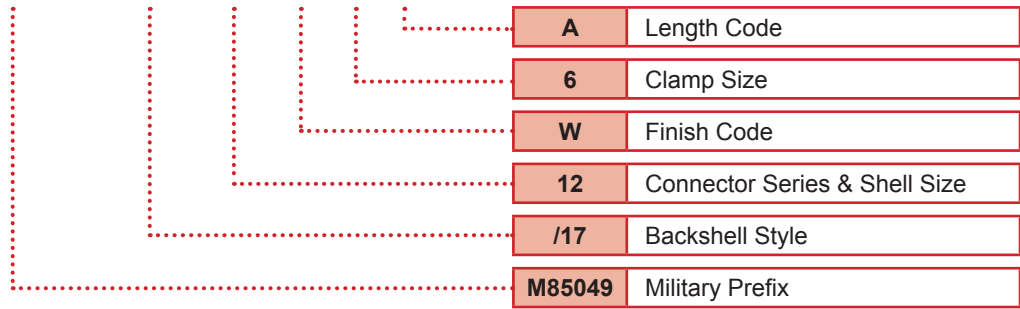 A Length Code
6 Clamp Size
W Finish Code
12 Connector Series & Shell Size
/17 Backshell Style
M85049 Military Prefix